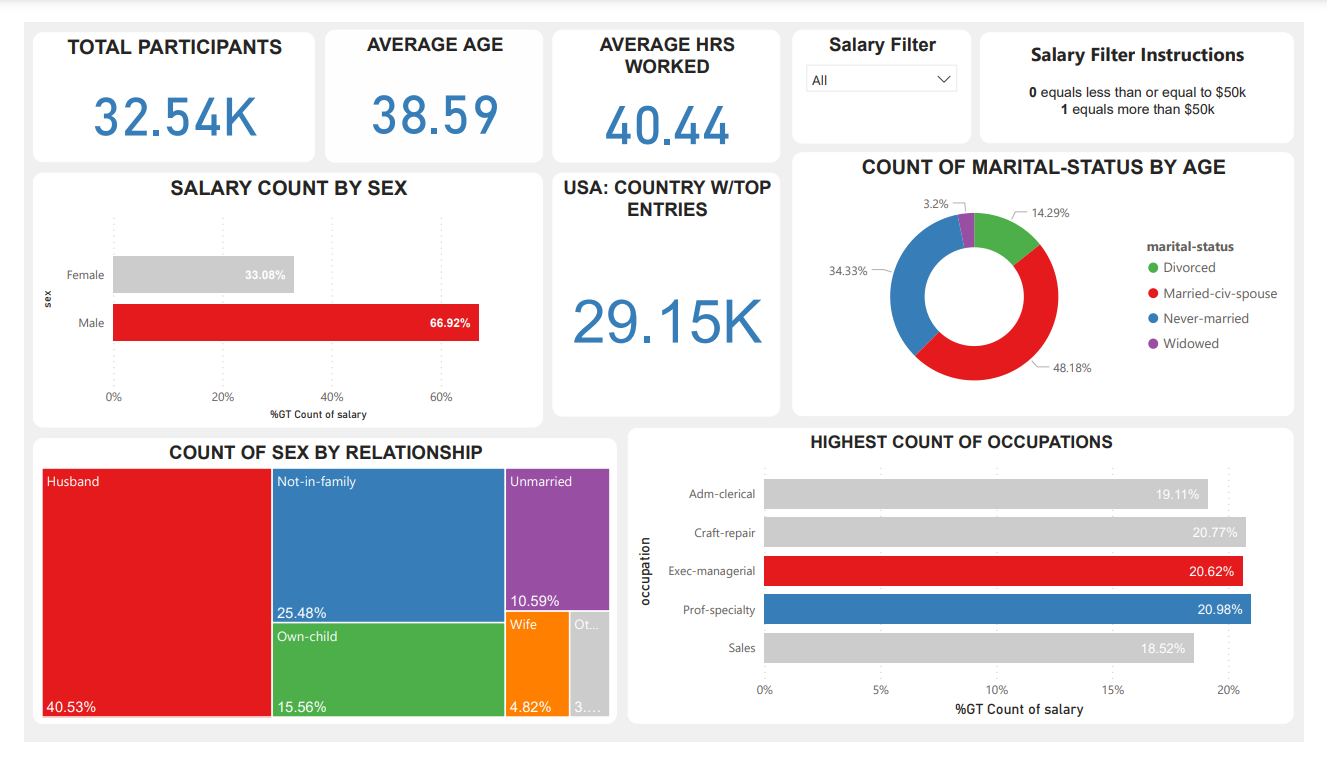 TOTAL PARTICIPANTS
32.54K
AVERAGE AGE
38.59
AVERAGE HRS
WORKED
40.44
Salary Filter
All
Salary Filter Instructions
0 equals less than or equal to $50k
1 equals more than $50k
SALARY COUNT BY SEX
sex
Female
33.08%
Male
66.92%
0%
20%
40%
60%
%GT Count of salary
USA: COUNTRY W/TOP
ENTRIES
29.15K
COUNT OF MARITAL-STATUS BY AGE
3.2%
14.29%
34.33%
48.18%
marital-status
Divorced
Married-civ-spouse
Never-married
Widowed
COUNT OF SEX BY RELATIONSHIP
Husband
40.53%
Not-in-family
25.48%
Own-child
15.56%
Unmarried
10.59%
Wife
4.82%
Ot...
3....
HIGHEST COUNT OF OCCUPATIONS
occupation
Adm-clerical
19.11%
Craft-repair
20.77%
Exec-managerial
20.62%
Prof-specialty
20.98%
Sales
18.52%
0%
5%
10%
15%
20%
%GT Count of salary